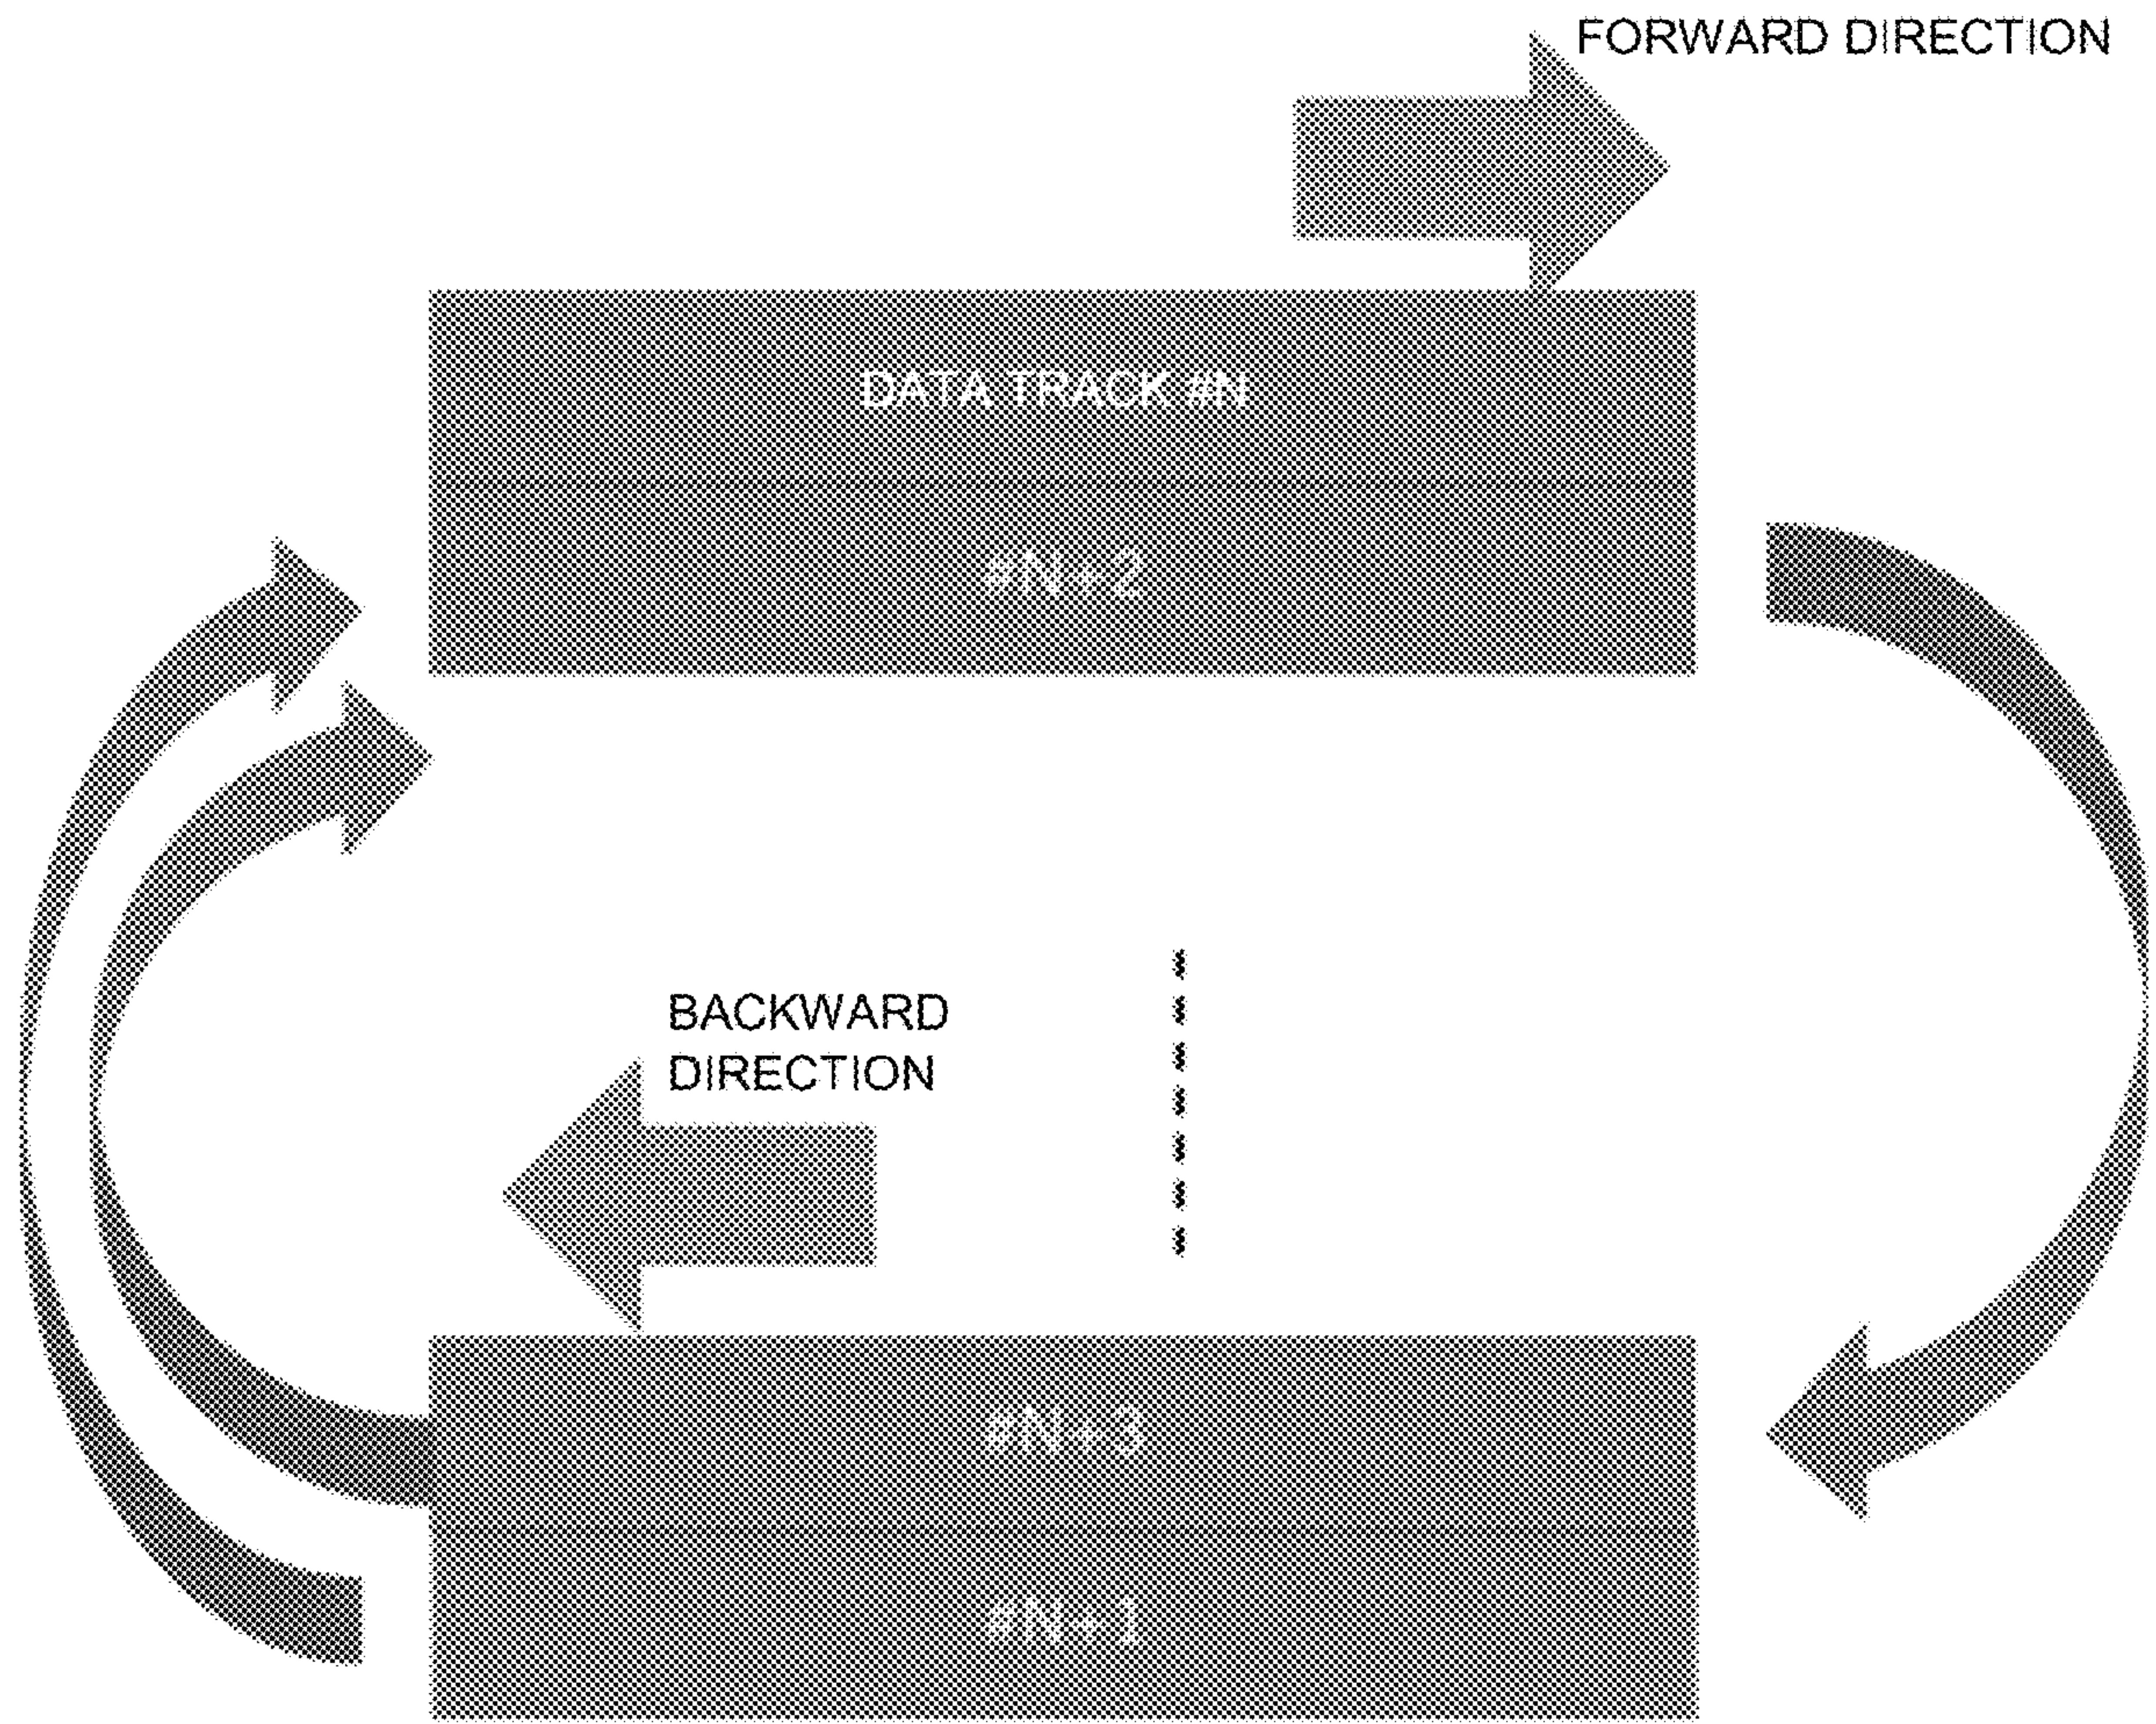 FORWARD DIRECTION
DATA TRACK #N
#N+2
BACKWARD
DIRECTION
#N+3
#N+1